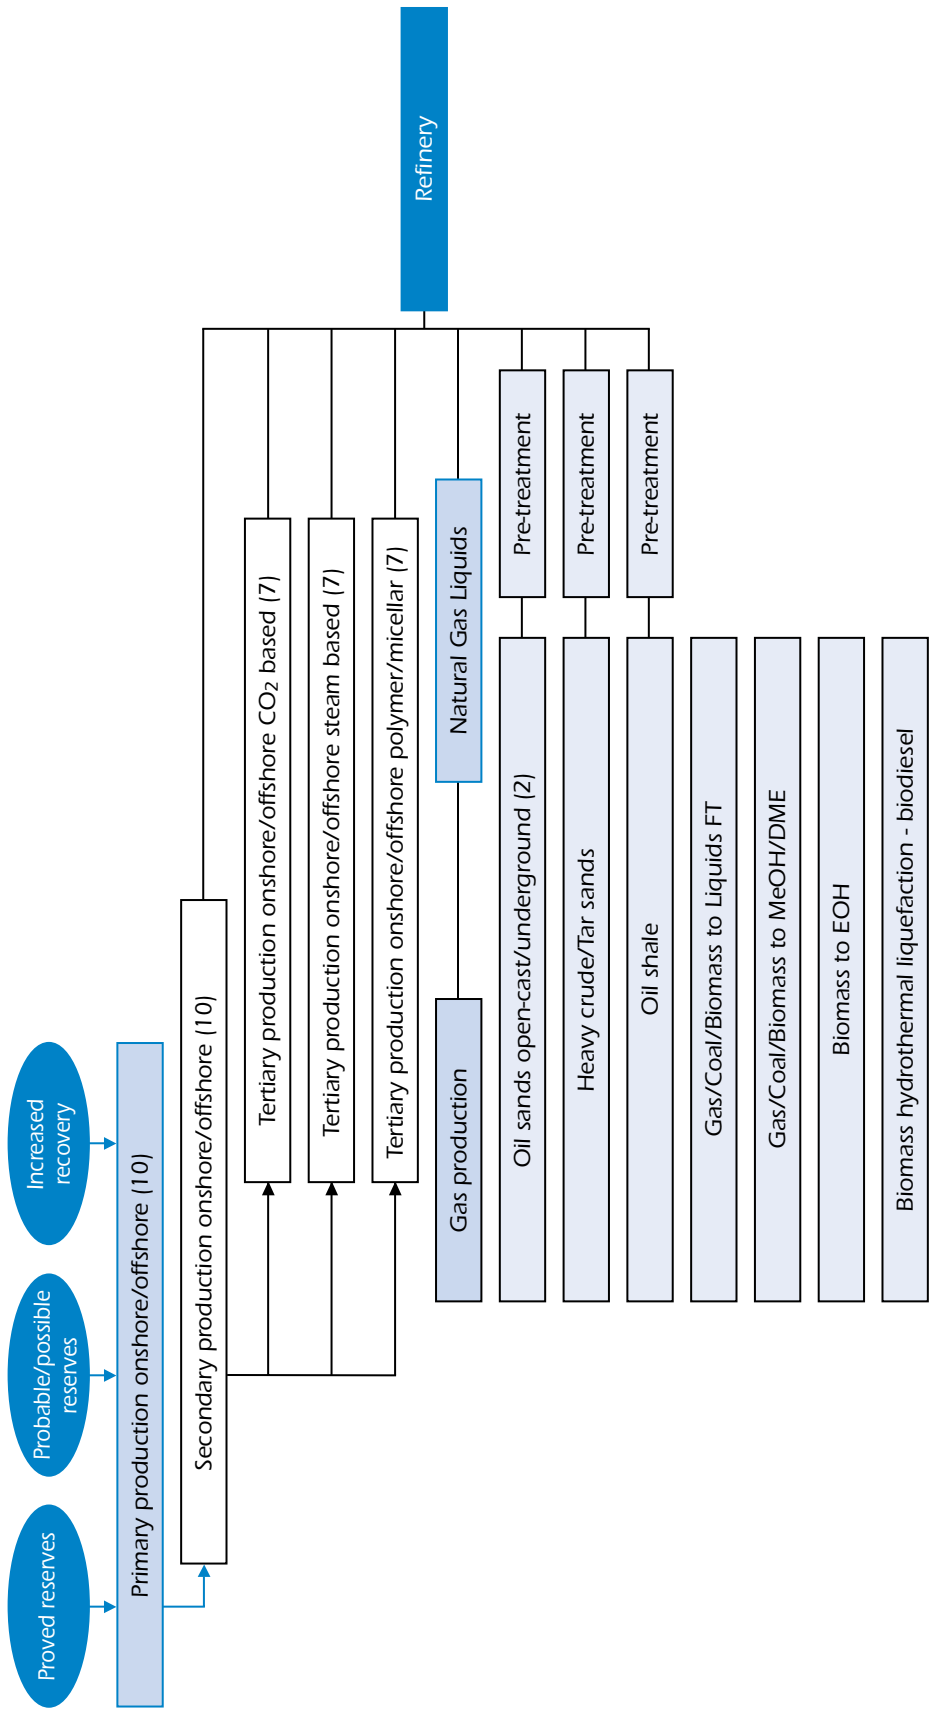 Proved reserves
Probable/possible
reserves
Increased
recovery
Primary production onshore/offshore (10)
Secondary production onshore/offshore (10)
Tertiary production onshore/offshore CO2 based (7)
Tertiary production onshore/offshore steam based (7)
Tertiary production onshore/offshore polymer/micellar (7)
Gas production
Natural Gas Liquids
Refinery
Oil sands open-cast/underground (2)
Pre-treatment
Heavy crude/Tar sands
Pre-treatment
Oil shale
Pre-treatment
Gas/Coal/Biomass to Liquids FT
Gas/Coal/Biomass to MeOH/DME
Biomass to EOH
Biomass hydrothermal liquefaction - biodiesel